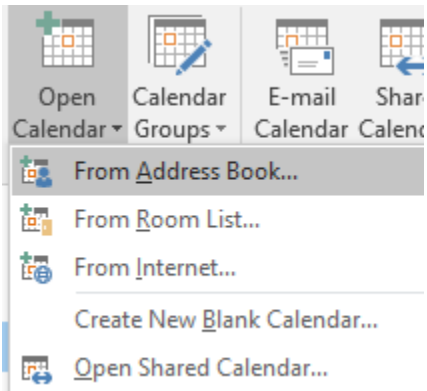 Open Calendar Groups E-mail
Calendar Groups Calendar
From Address Book...
From Room List...
From Internet...
Create New Blank Calendar...
Open Shared Calendar...